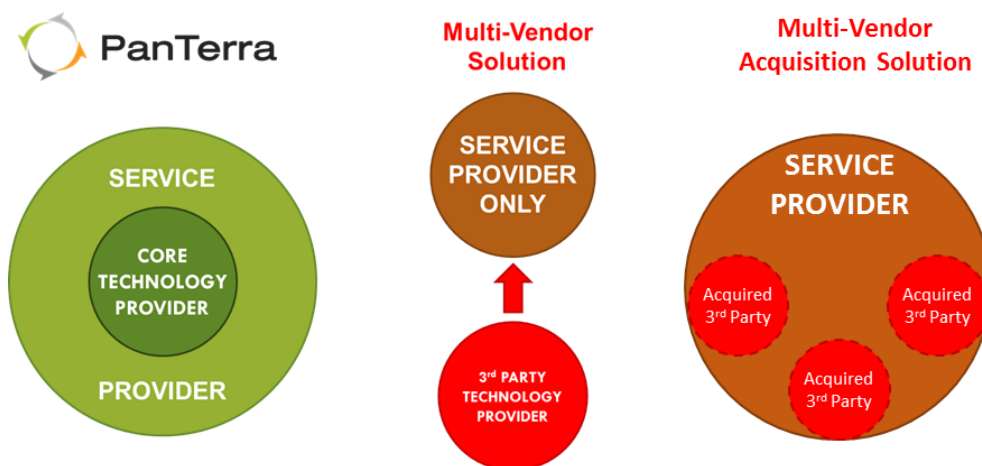 PanTerra
SERVICE
CORE
TECHNOLOGY
PROVIDER
PROVIDER
Multi-Vendor
Solution
SERVICE
PROVIDER
ONLY
3rd PARTY
TECHNOLOGY
PROVIDER
Multi-Vendor
Acquisition Solution
SERVICE
PROVIDER
Acquired
3rd Party
Acquired
3rd Party
Acquired
3rd Party